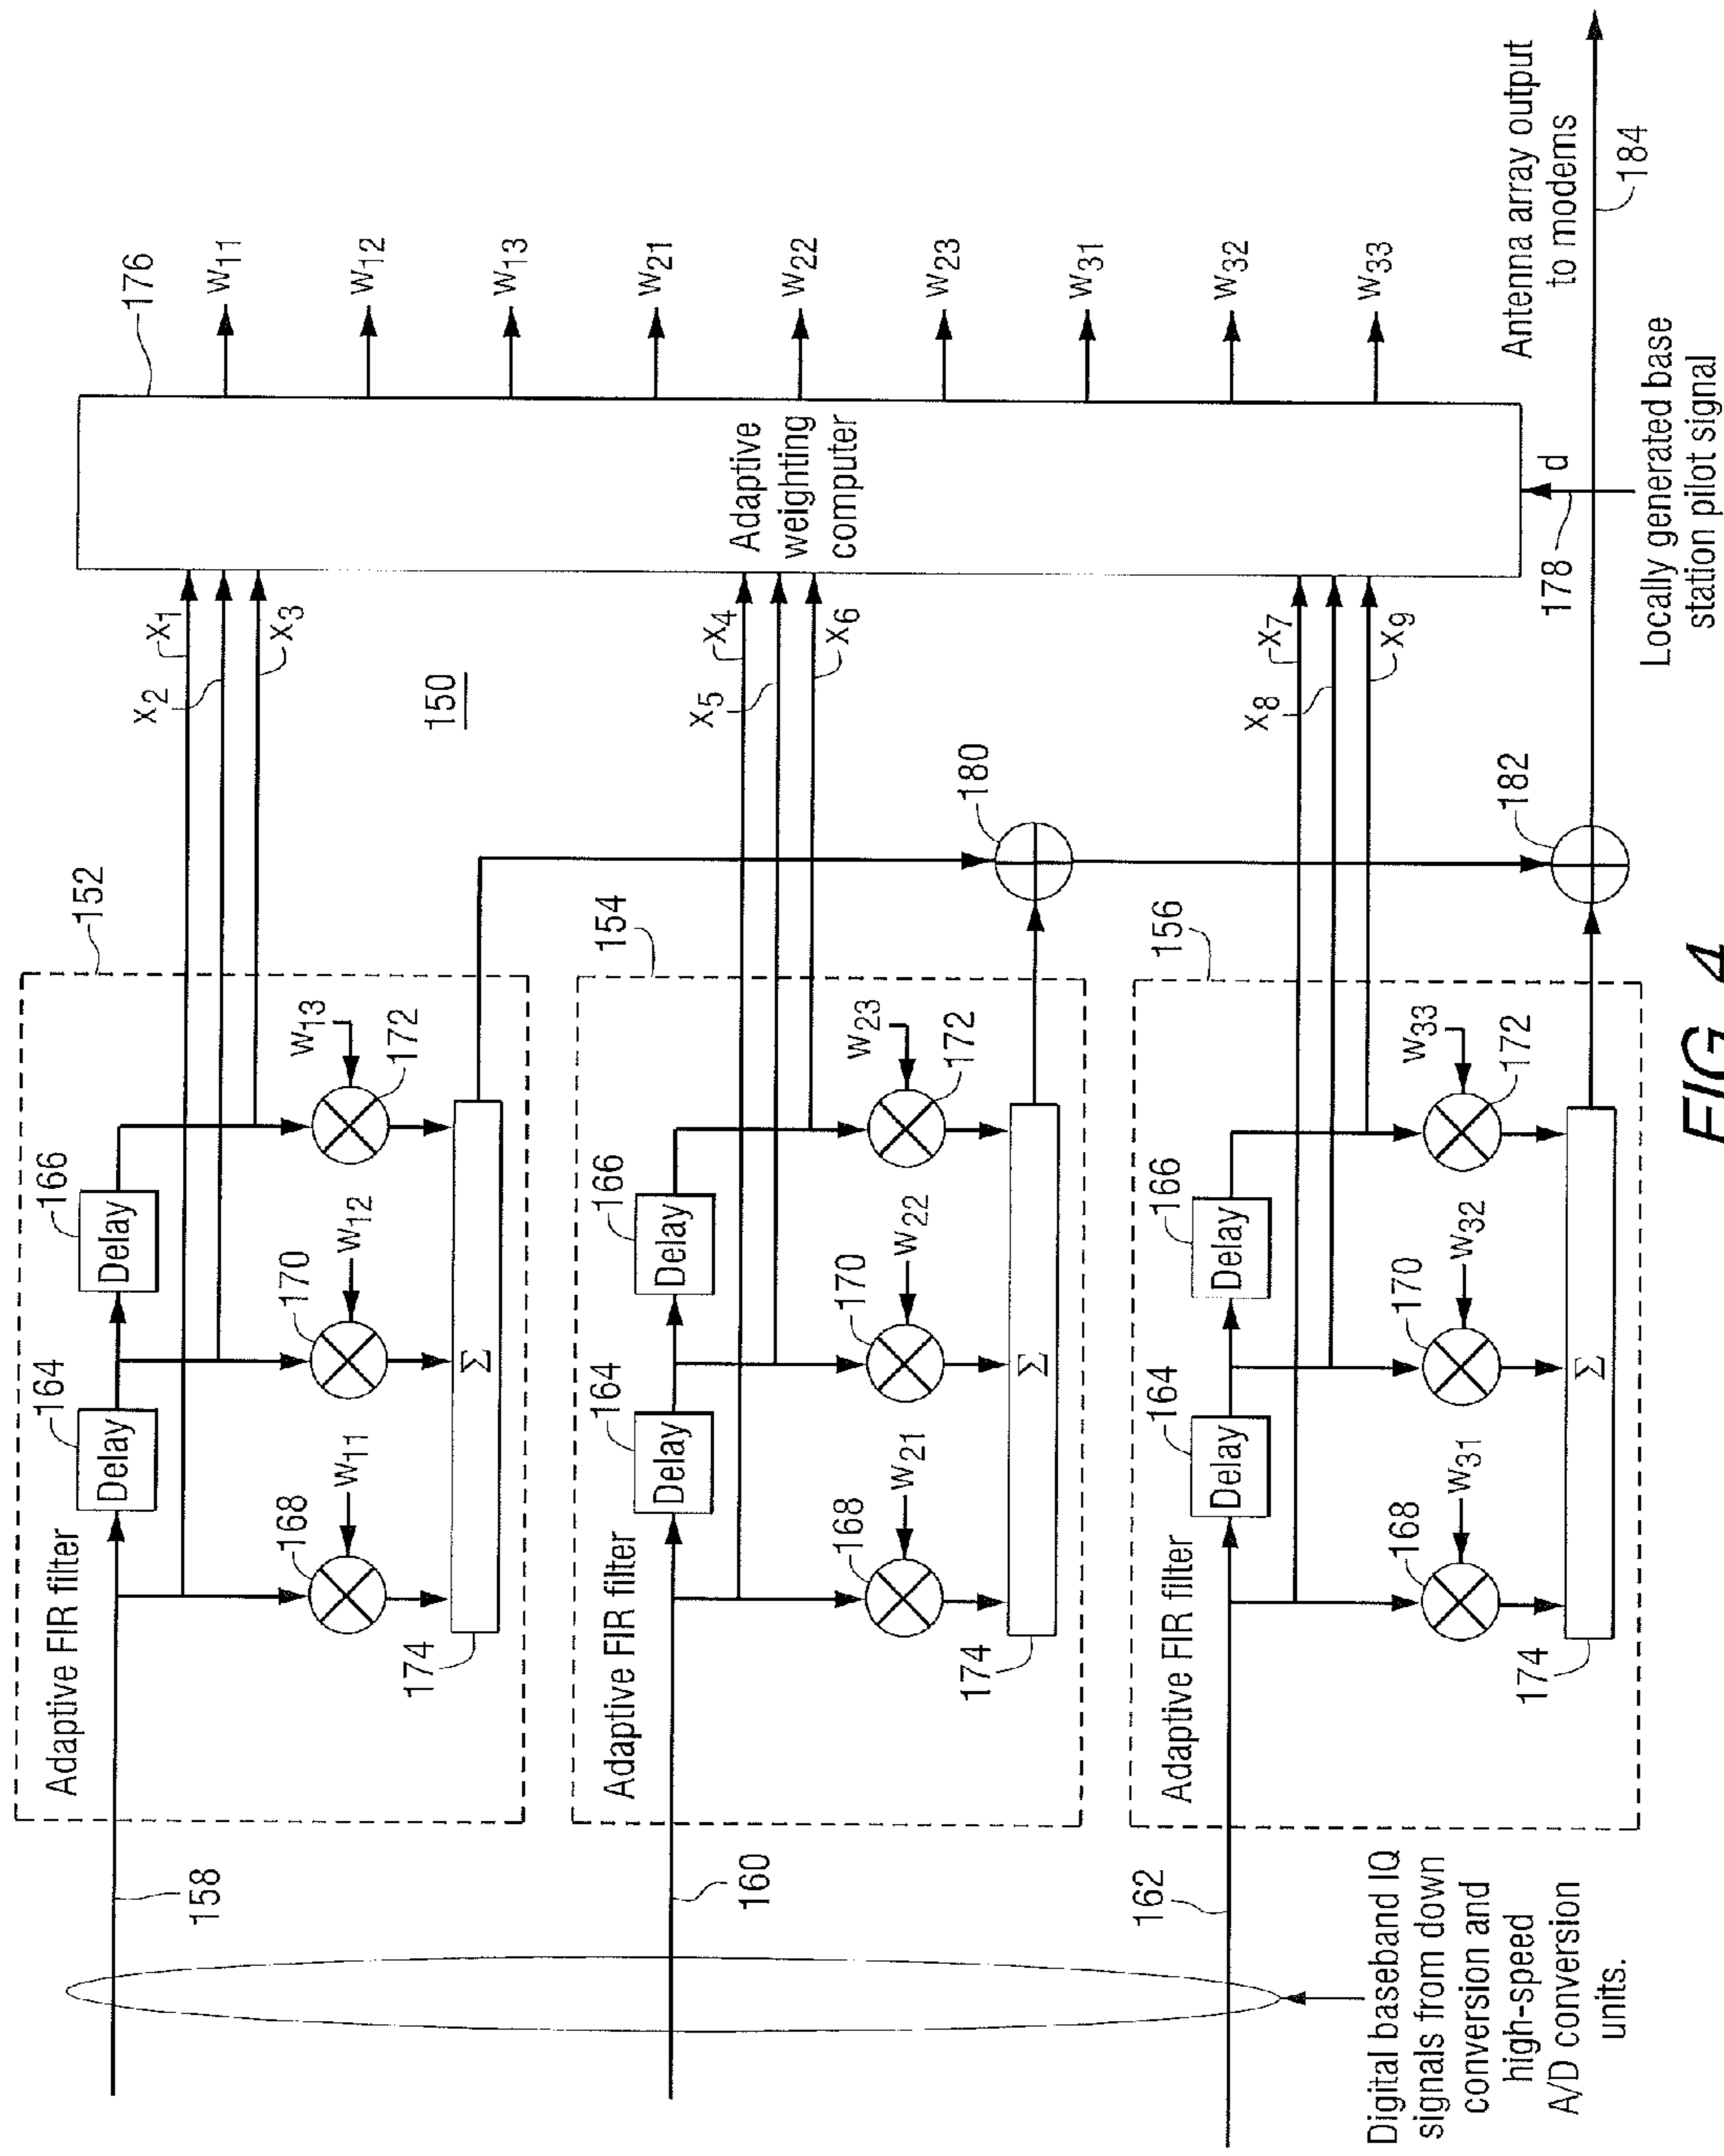 Adaptive FIR filter
164
Delay
166
Delay
152
158
168
w11
170
w12
w13
172
174
Σ
x1
x2
x3
176
w11
w12
w13
w21
w22
w23
w31
w32
w33
150
Adaptive
weighting
computer
Adaptive FIR filter
164
Delay
166
Delay
154
160
168
w21
170
w22
w23
172
174
Σ
x4
x5
x6
180
Adaptive FIR filter
164
Delay
166
Delay
156
162
168
w31
170
w32
w33
172
174
Σ
x7
x8
x9
182
178
d
Antenna array output
to modems
184
Locally generated base
station pilot signal
Digital baseband IQ
signals from down
conversion and
high-speed
A/D conversion
units.
FIG. 4